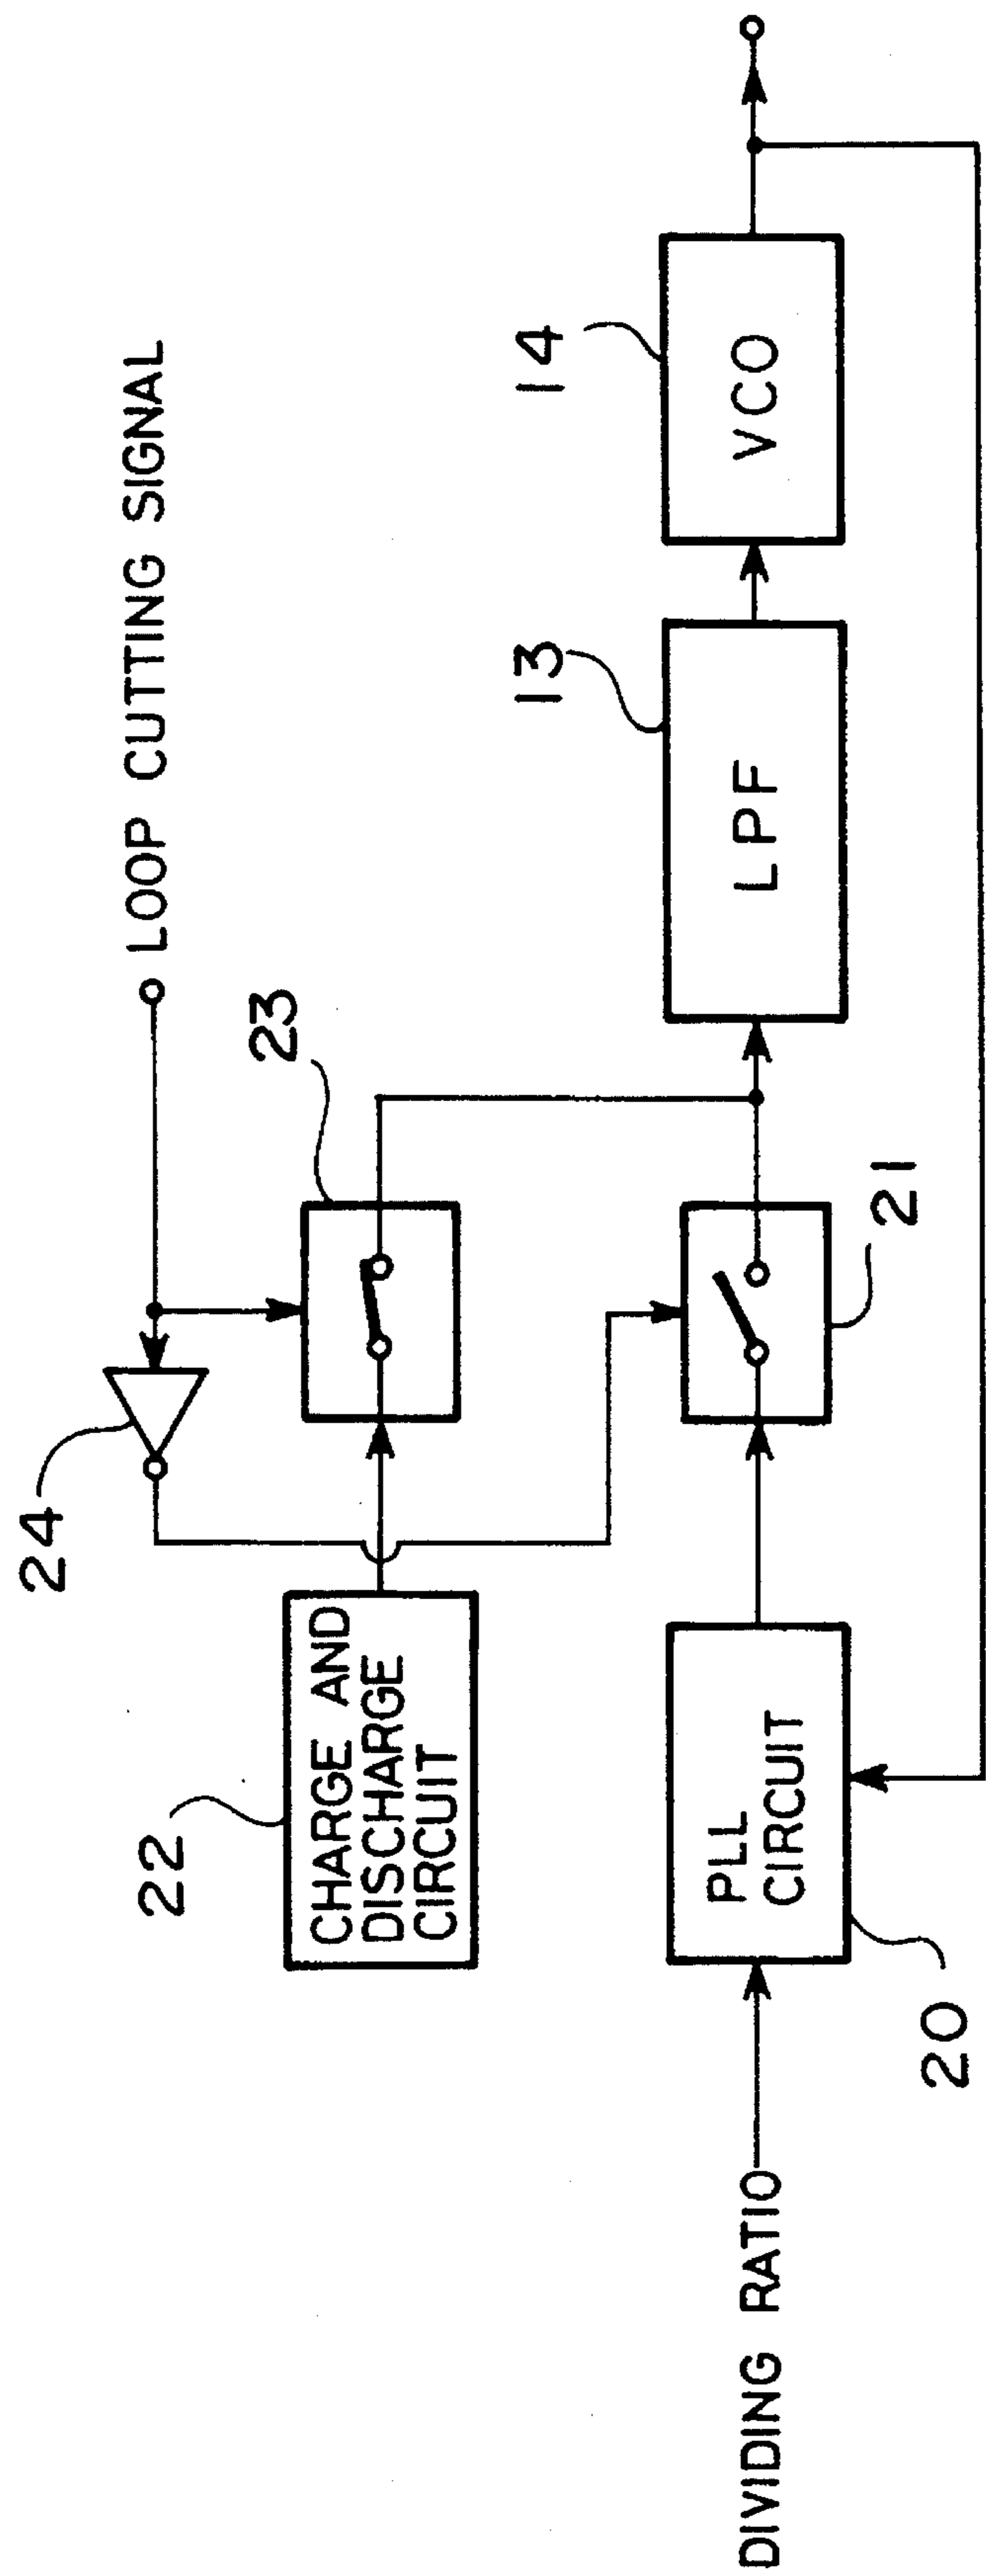 LOOP CUTTING SIGNAL
24
23
22
CHARGE AND
DISCHARGE
CIRCUIT
13
14
LPF
VCO
21
PLL
CIRCUIT
20
DIVIDING RATIO